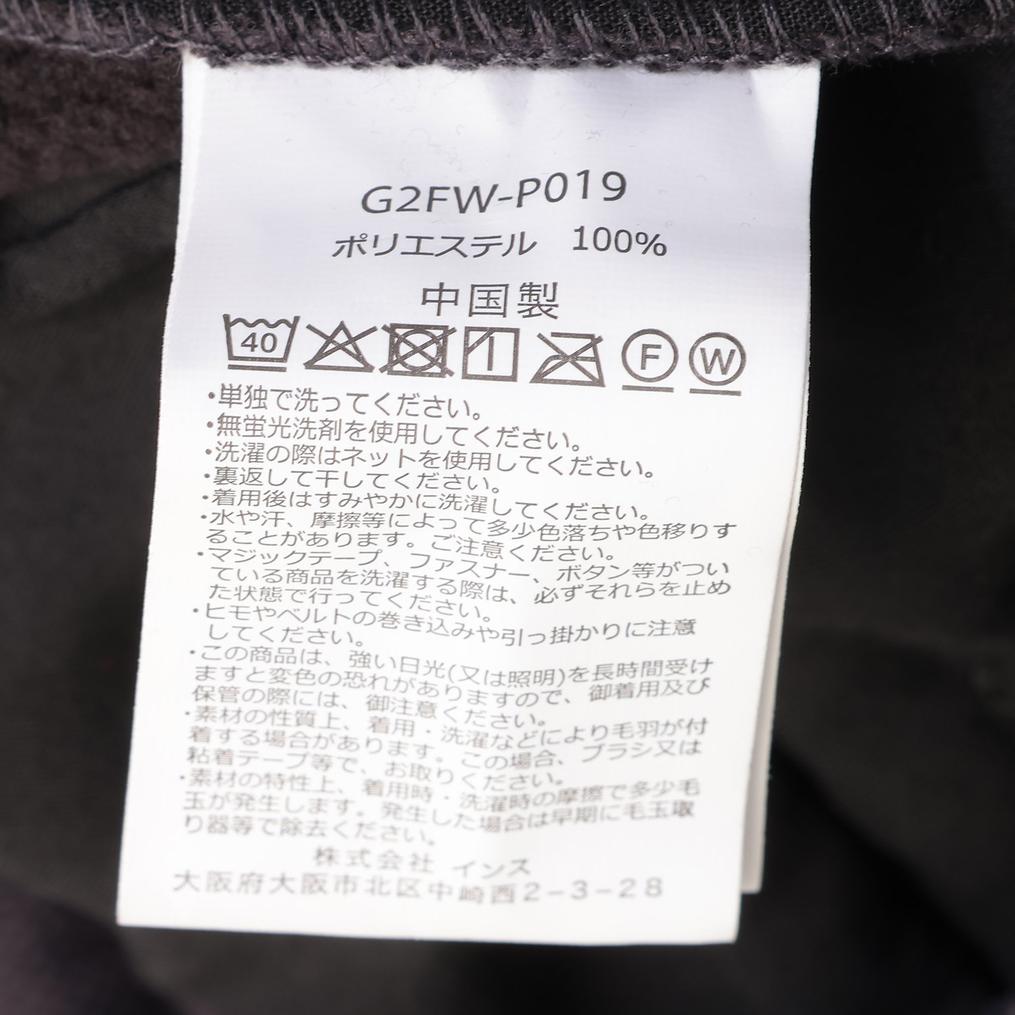 G2FW-P019
ポリエステル 100%
中国製
40 F W
・単独で洗ってください。
・無蛍光洗剤を使用してください。
・洗濯の際はネットを使用してください。
・裏返して干してください。
・着用後はすみやかに洗濯してください。
・水や汗、摩擦等によって多少色落ちや色移りす
ることがあります。ご注意ください。
・マジックテープ、ファスナー、ボタン等がつい
ている商品を洗濯する際は、必ずそれらを止め
た状態で行ってください。
・ヒモやベルトの巻き込みや引っ掛かりに注意
してください。
・この商品は、強い日光(又は照明)を長時間受け
ますと変色の恐れがありますので、御着用及び
保管の際には、御注意ください。
・素材の性質上、着用・洗濯などにより毛羽が付
着する場合があります。この場合、ブラシ又は
粘着テープ等で、お取りください。
・素材の特性上、着用時・洗濯時の摩擦で多少毛
玉が発生します。発生した場合は早期に毛玉取
り器等で除去ください。
株式会社 インス
大阪府大阪市北区中崎西2-3-28